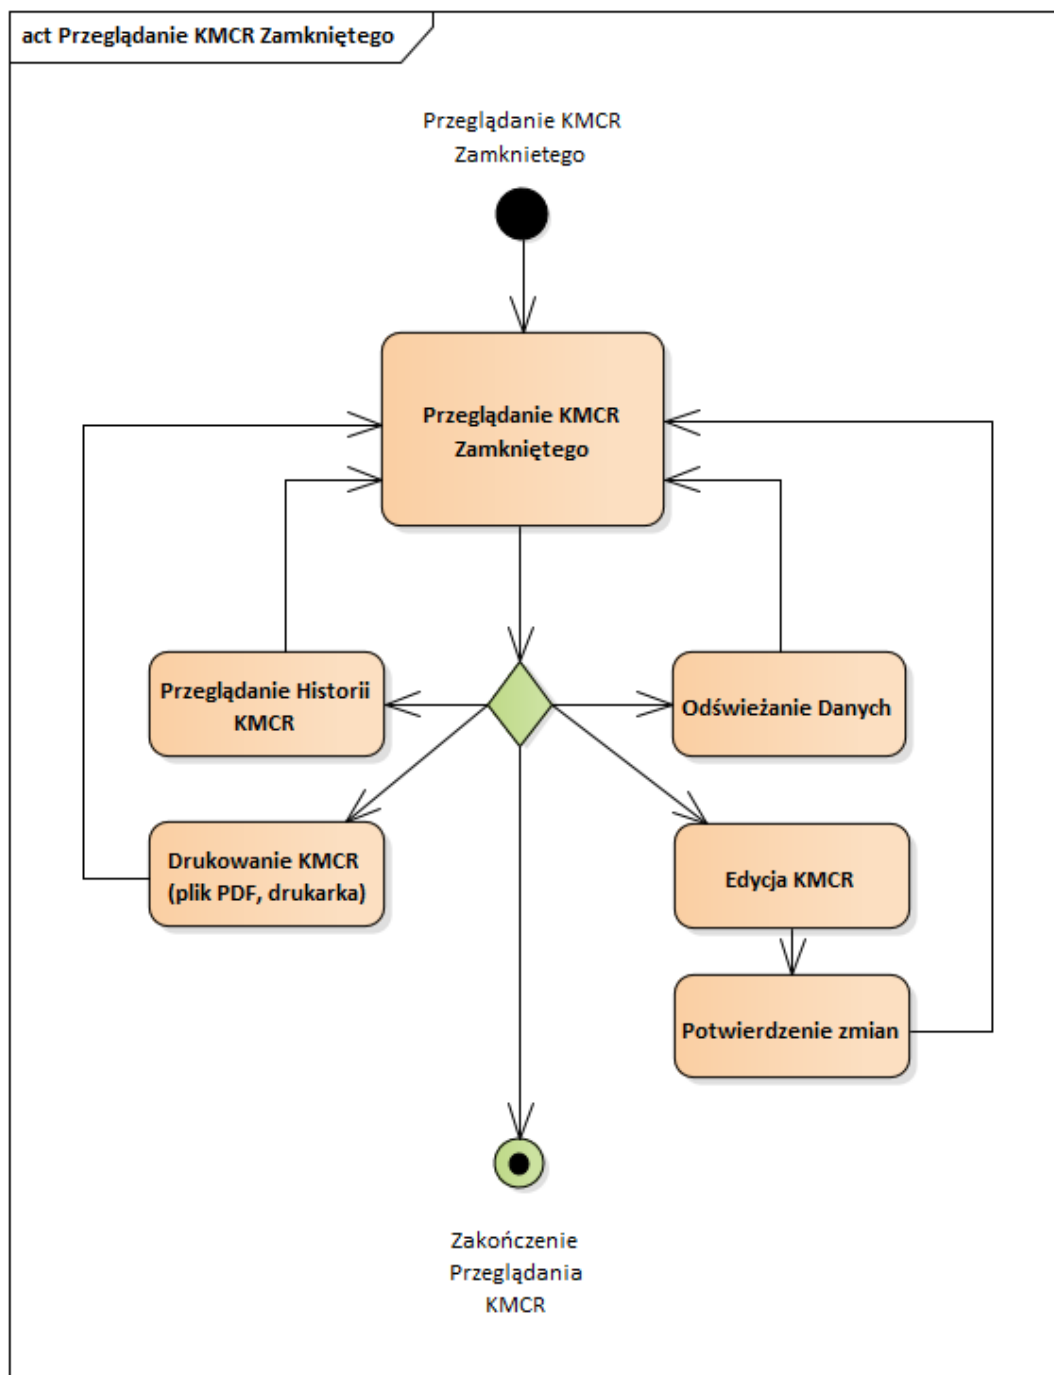 act Przeglądanie KMCR Zamkniętego
Przeglądanie KMCR
Zamknietego
Przeglądanie KMCR
Zamkniętego
Przeglądanie Historii
KMCR
Odświeżanie Danych
Drukowanie KMCR
(plik PDF, drukarka)
Edycja KMCR
Potwierdzenie zmian
Zakończenie
Przeglądania
KMCR